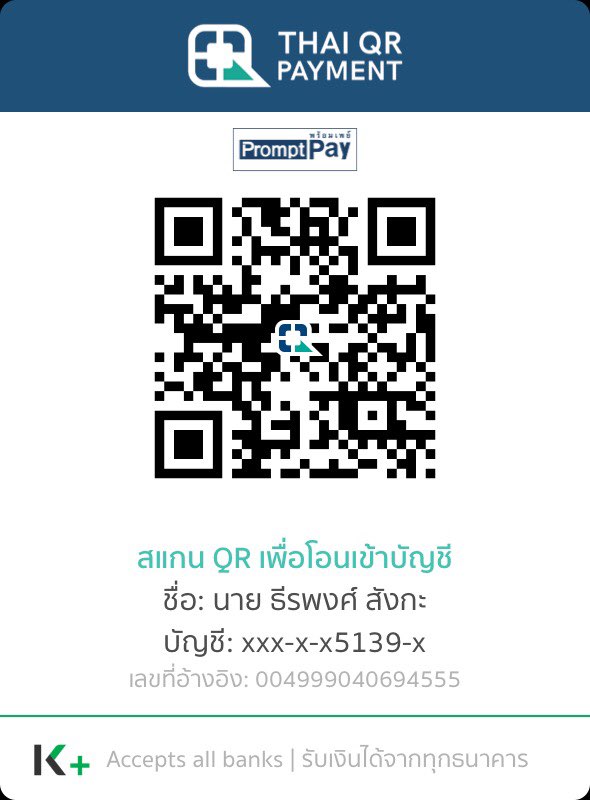 THAI QR
PAYMENT
พร้อมเพย์
PromptPay
สแกน QR เพื่อโอนเข้าบัญชี
ชื่อ: นาย ธีรพงศ์ สังกะ
บัญชี: xxx-x-x5139-x
เลขที่อ้างอิง: 004999040694555
K+ Accepts all banks | รับเงินได้จากทุกธนาคาร